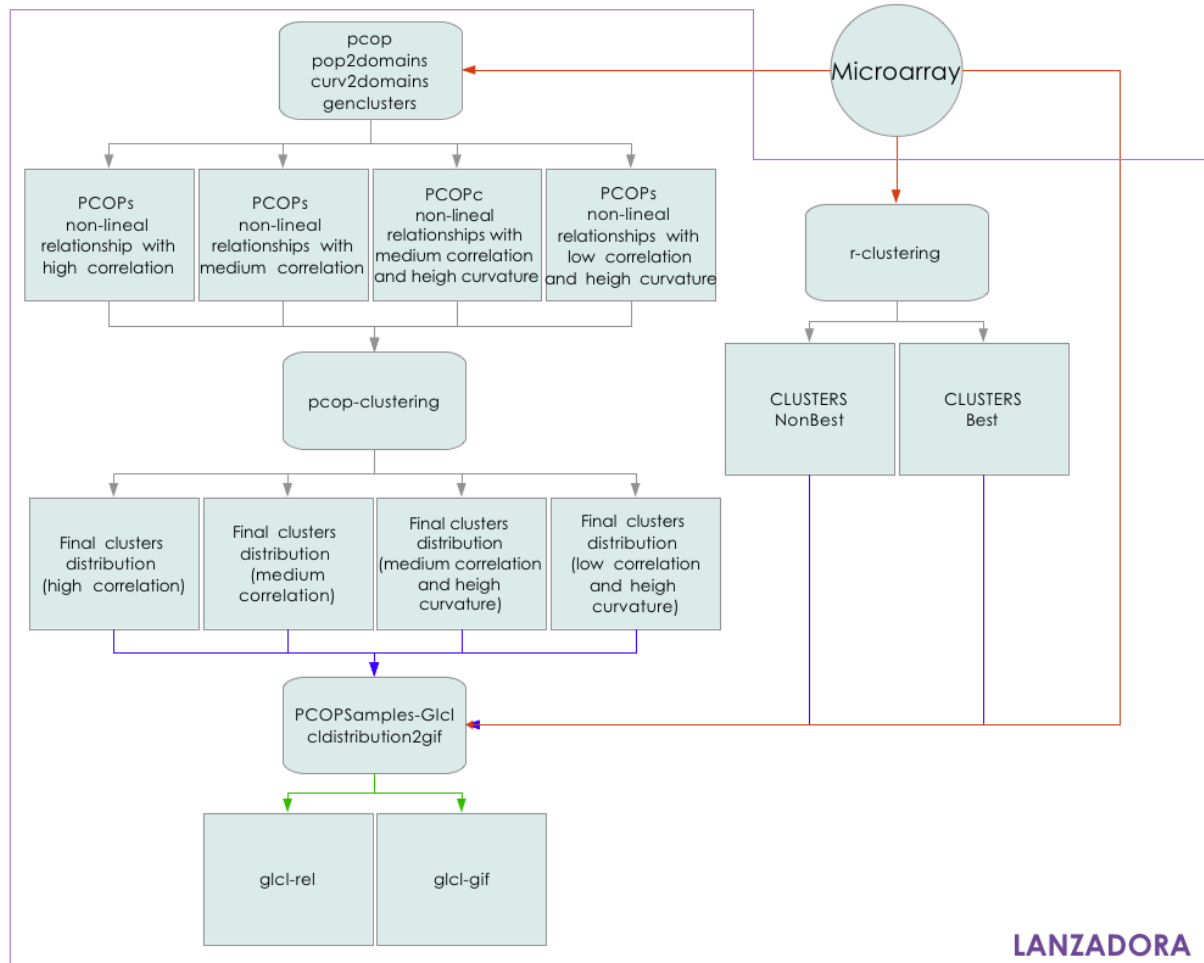 pcop
pop2domains
curv2domains
genclusters
Microarray
PCOPs
non-lineal
relationship with
high correlation
PCOPs
non-lineal
relationships with
medium correlation
PCOPc
non-lineal
relationships with
medium correlation
and heigh curvature
PCOPs
non-lineal
relationships with
low correlation
and heigh curvature
r-clustering
pcop-clustering
CLUSTERS
NonBest
CLUSTERS
Best
Final clusters
distribution
(high correlation)
Final clusters
distribution
(medium
correlation)
Final clusters
distribution
(medium correlation
and heigh
curvature)
Final clusters
distribution
(low correlation
and heigh
curvature)
PCOPSamples-Glcl
cldistribution2gif
glcl-rel
glcl-gif
LANZADORA